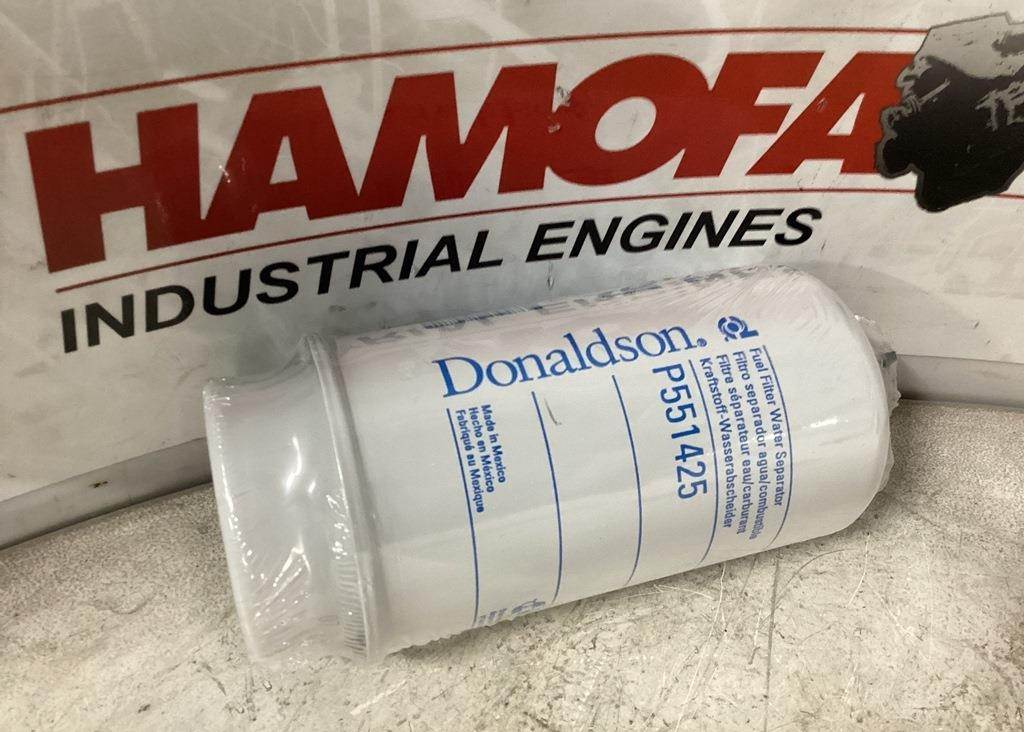 HAMOFA
INDUSTRIAL ENGINES
Donaldson®
P551425
Fuel Filter Water Separator
Filtro separador agua/combustible
Filtre séparateur eau/carburant
Kraftstoff-Wasserabscheider
Made in Mexico
Hecho en México
Fabriqué au Mexique